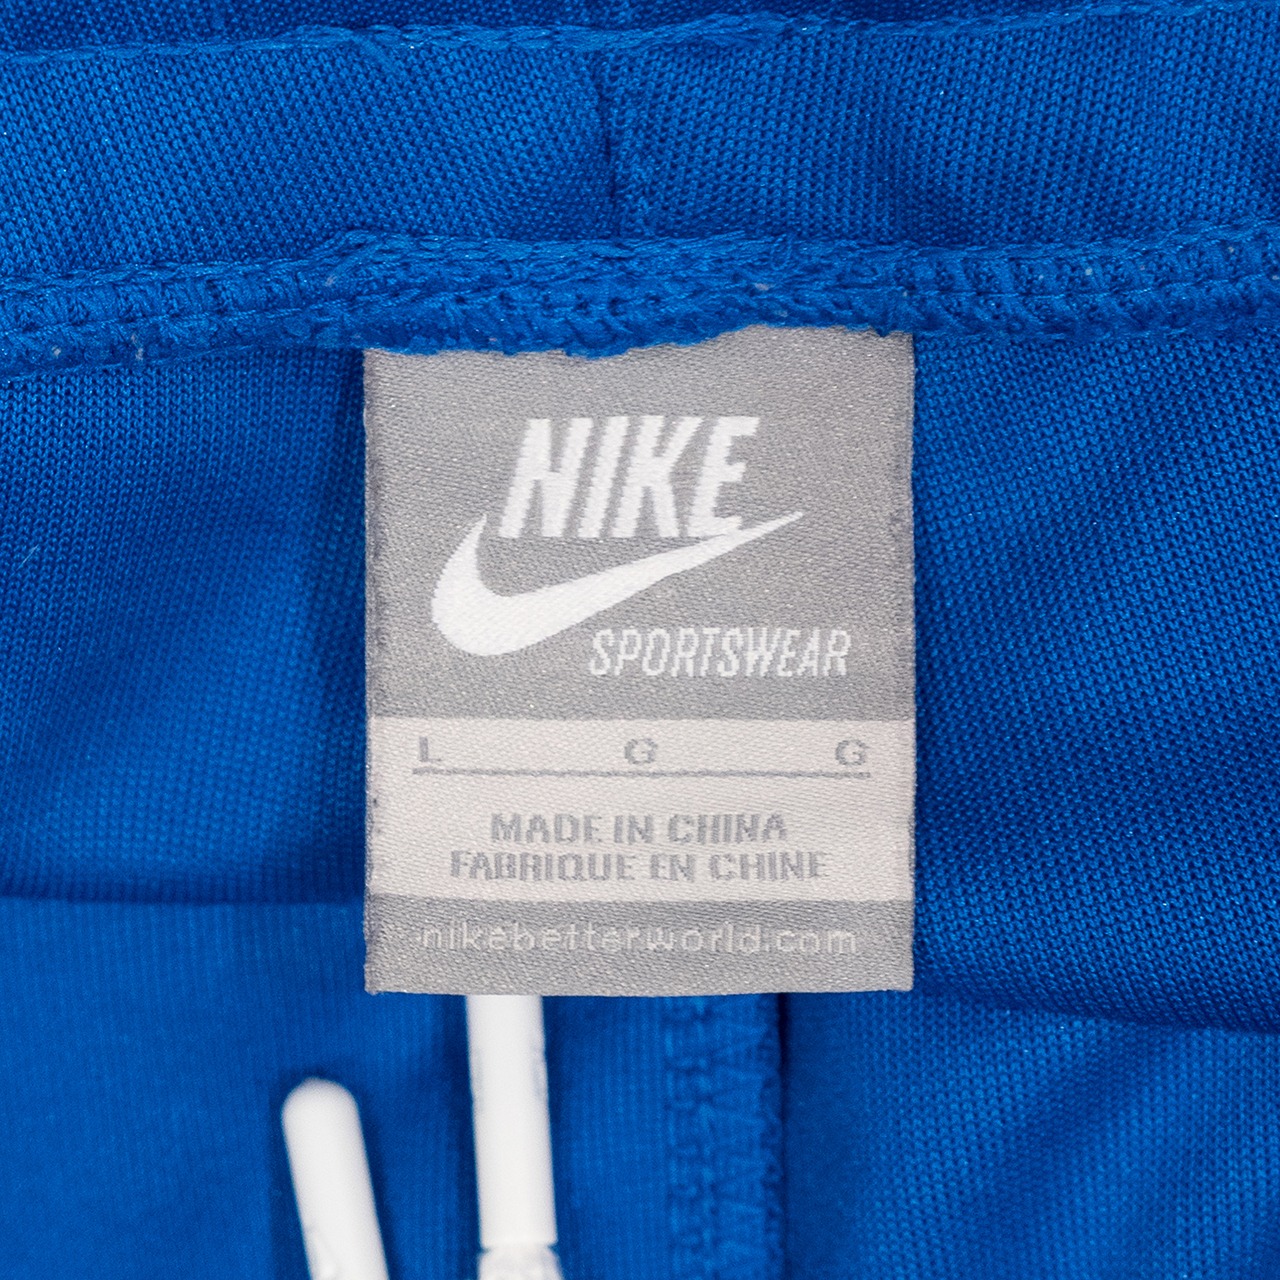 NIKE
SPORTSWEAR
L G G
MADE IN CHINA
FABRIQUE EN CHINE
nikebetterworld.com